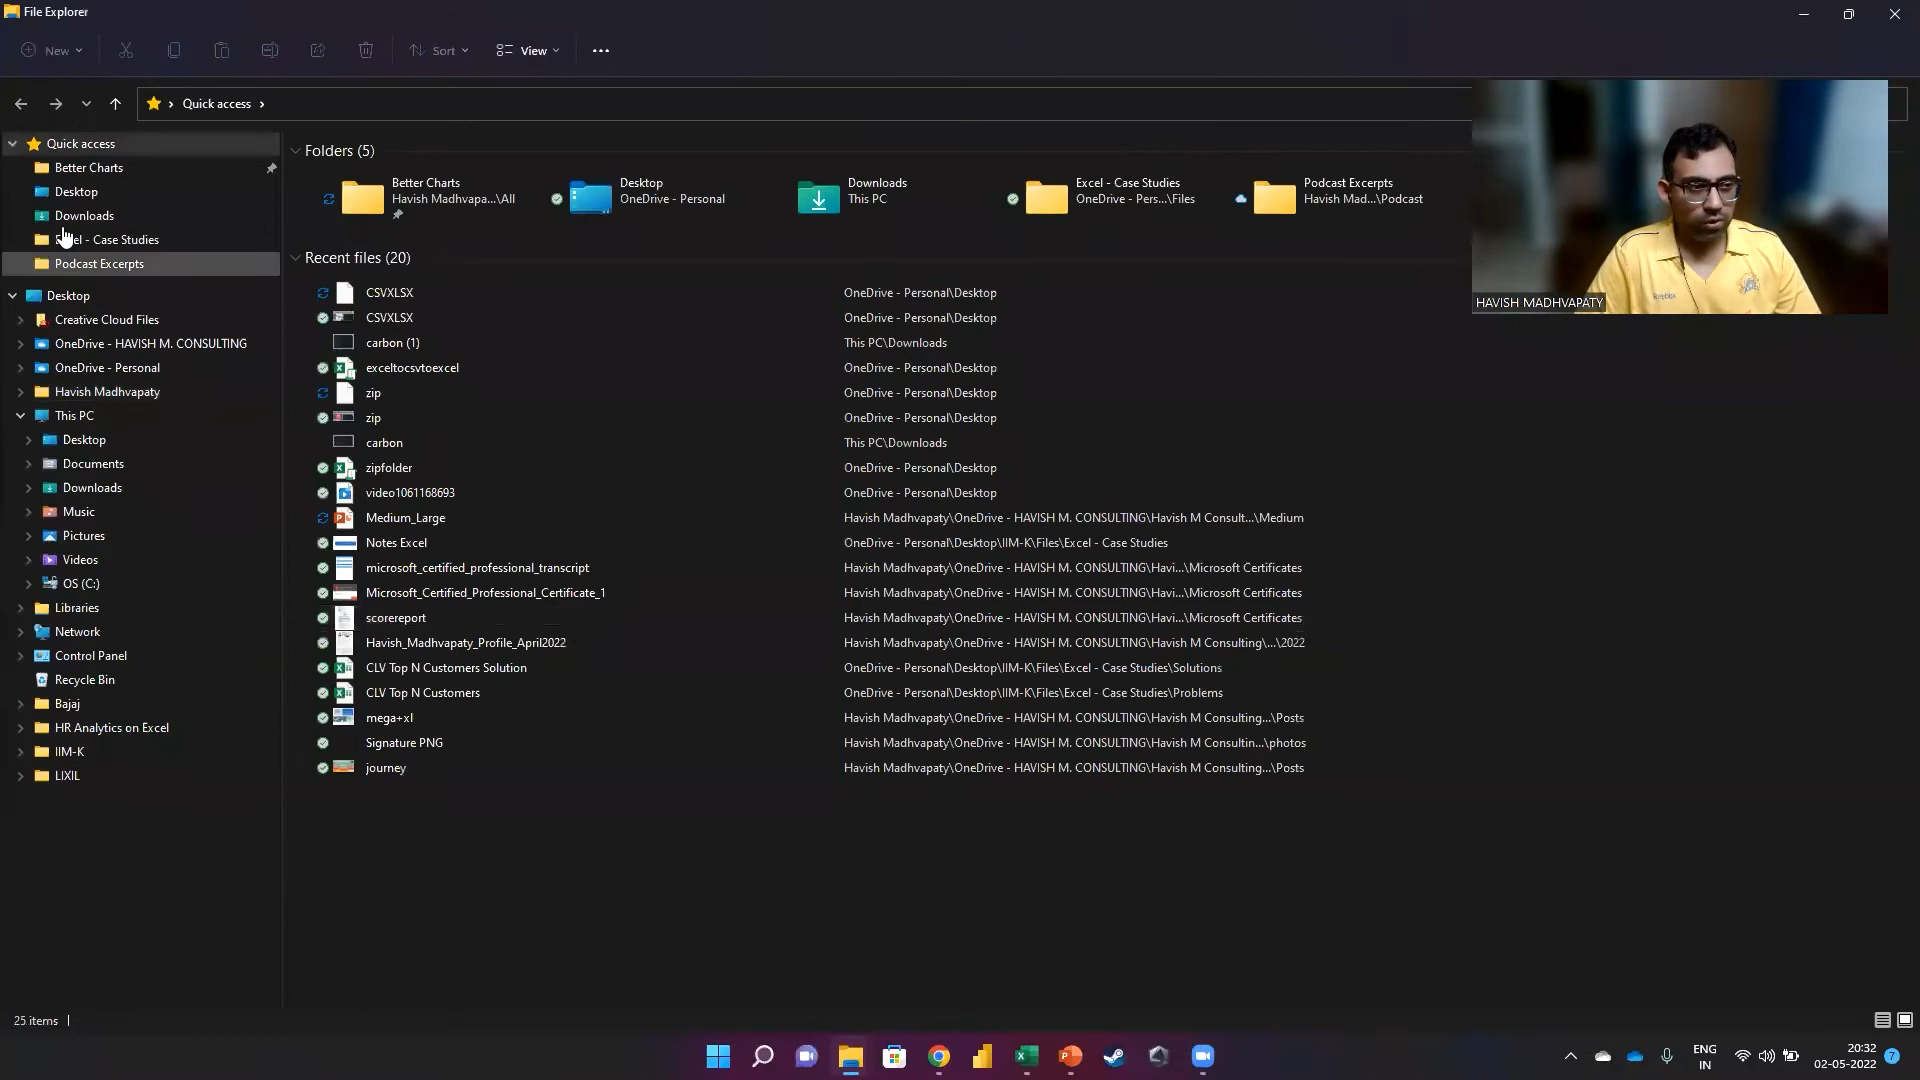 File Explorer
New
Sort
View
Quick access
Quick access
Better Charts
Desktop
Downloads
el - Case Studies
Podcast Excerpts
Desktop
Creative Cloud Files
OneDrive - HAVISH M. CONSULTING
OneDrive - Personal
Havish Madhvapaty
This PC
Desktop
Documents
Downloads
Music
Pictures
Videos
OS (C:)
Libraries
Network
Control Panel
Recycle Bin
Bajaj
HR Analytics on Excel
IIM-K
LIXIL
Folders (5)
Better Charts
Havish Madhvapa...\All
Desktop
OneDrive - Personal
Downloads
This PC
Excel - Case Studies
OneDrive - Pers...\Files
Podcast Excerpts
Havish Mad...\Podcast
Recent files (20)
CSVXLSX OneDrive - Personal\Desktop
CSVXLSX OneDrive - Personal\Desktop
carbon (1) This PC\Downloads
exceltocsvtoexcel OneDrive - Personal\Desktop
zip OneDrive - Personal\Desktop
zip OneDrive - Personal\Desktop
carbon This PC\Downloads
zipfolder OneDrive - Personal\Desktop
video1061168693 OneDrive - Personal\Desktop
Medium_Large Havish Madhvapaty\OneDrive - HAVISH M. CONSULTING\Havish M Consult...\Medium
Notes Excel OneDrive - Personal\Desktop\IIM-K\Files\Excel - Case Studies
microsoft_certified_professional_transcript Havish Madhvapaty\OneDrive - HAVISH M. CONSULTING\Havi...\Microsoft Certificates
Microsoft_Certified_Professional_Certificate_1 Havish Madhvapaty\OneDrive - HAVISH M. CONSULTING\Havi...\Microsoft Certificates
scorereport Havish Madhvapaty\OneDrive - HAVISH M. CONSULTING\Havi...\Microsoft Certificates
Havish_Madhvapaty_Profile_April2022 Havish Madhvapaty\OneDrive - HAVISH M. CONSULTING\Havish M Consulting\...\2022
CLV Top N Customers Solution OneDrive - Personal\Desktop\IIM-K\Files\Excel - Case Studies\Solutions
CLV Top N Customers OneDrive - Personal\Desktop\IIM-K\Files\Excel - Case Studies\Problems
mega+xl Havish Madhvapaty\OneDrive - HAVISH M. CONSULTING\Havish M Consulting...\Posts
Signature PNG Havish Madhvapaty\OneDrive - HAVISH M. CONSULTING\Havish M Consultin...\photos
journey Havish Madhvapaty\OneDrive - HAVISH M. CONSULTING\Havish M Consulting...\Posts
Reebok
HAVISH MADHVAPATY
25 items
ENG
IN
20:32
02-05-2022
7